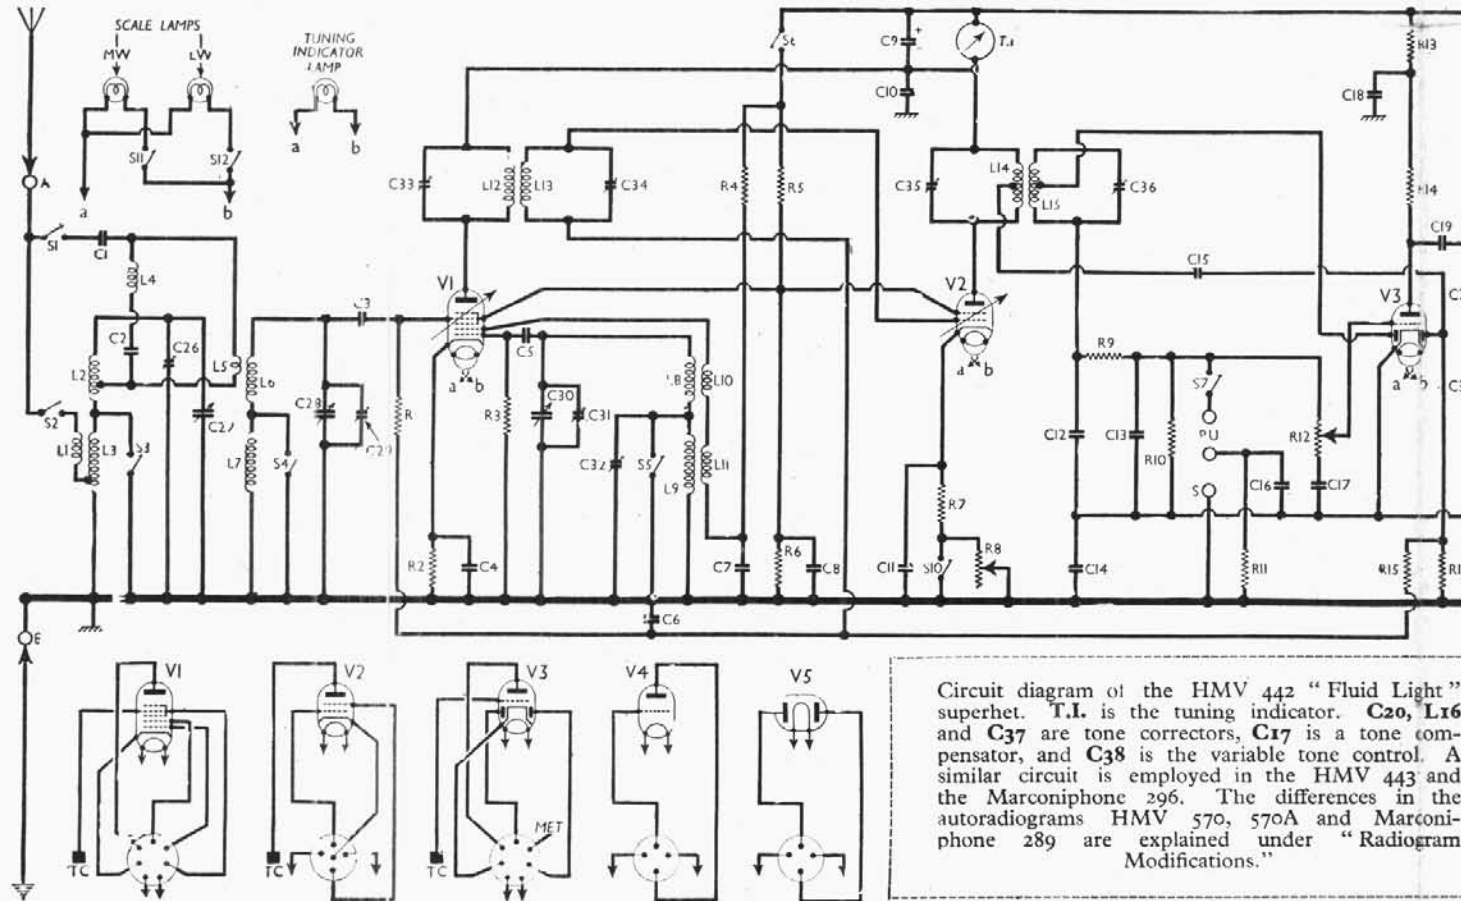 SCALE LAMPS
MW
LW
TUNING
INDICATOR
LAMP
a
b
S11
S12
a
b
A
S1
C1
L4
C2
L2
C26
C27
L5
L6
S2
L1
L3
S3
L7
S4
C28
C29
C3
R
E
C33
L12
L13
C34
V1
a
b
C5
R3
C30
C31
L8
L10
C32
S5
L9
L11
R2
C4
C6
S6
C9
+
-
C10
T.I
R4
R5
C7
R6
C8
C35
L14
L15
C36
V2
a
b
C11
R7
S10
R8
C15
R9
C12
C13
R10
S7
PU
S
R11
C16
R12
C17
C14
R13
C18
R14
C19
V3
a
b
R15
V1
TC
V2
TC
V3
MET
TC
V4
V5
Circuit diagram of the HMV 442 “Fluid Light”
superhet. T.I. is the tuning indicator. C20, L16
and C37 are tone correctors, C17 is a tone com-
pensator, and C38 is the variable tone control. A
similar circuit is employed in the HMV 443 and
the Marconiphone 296. The differences in the
autoradiograms HMV 570, 570A and Marconi-
phone 289 are explained under “Radiogram
Modifications.”